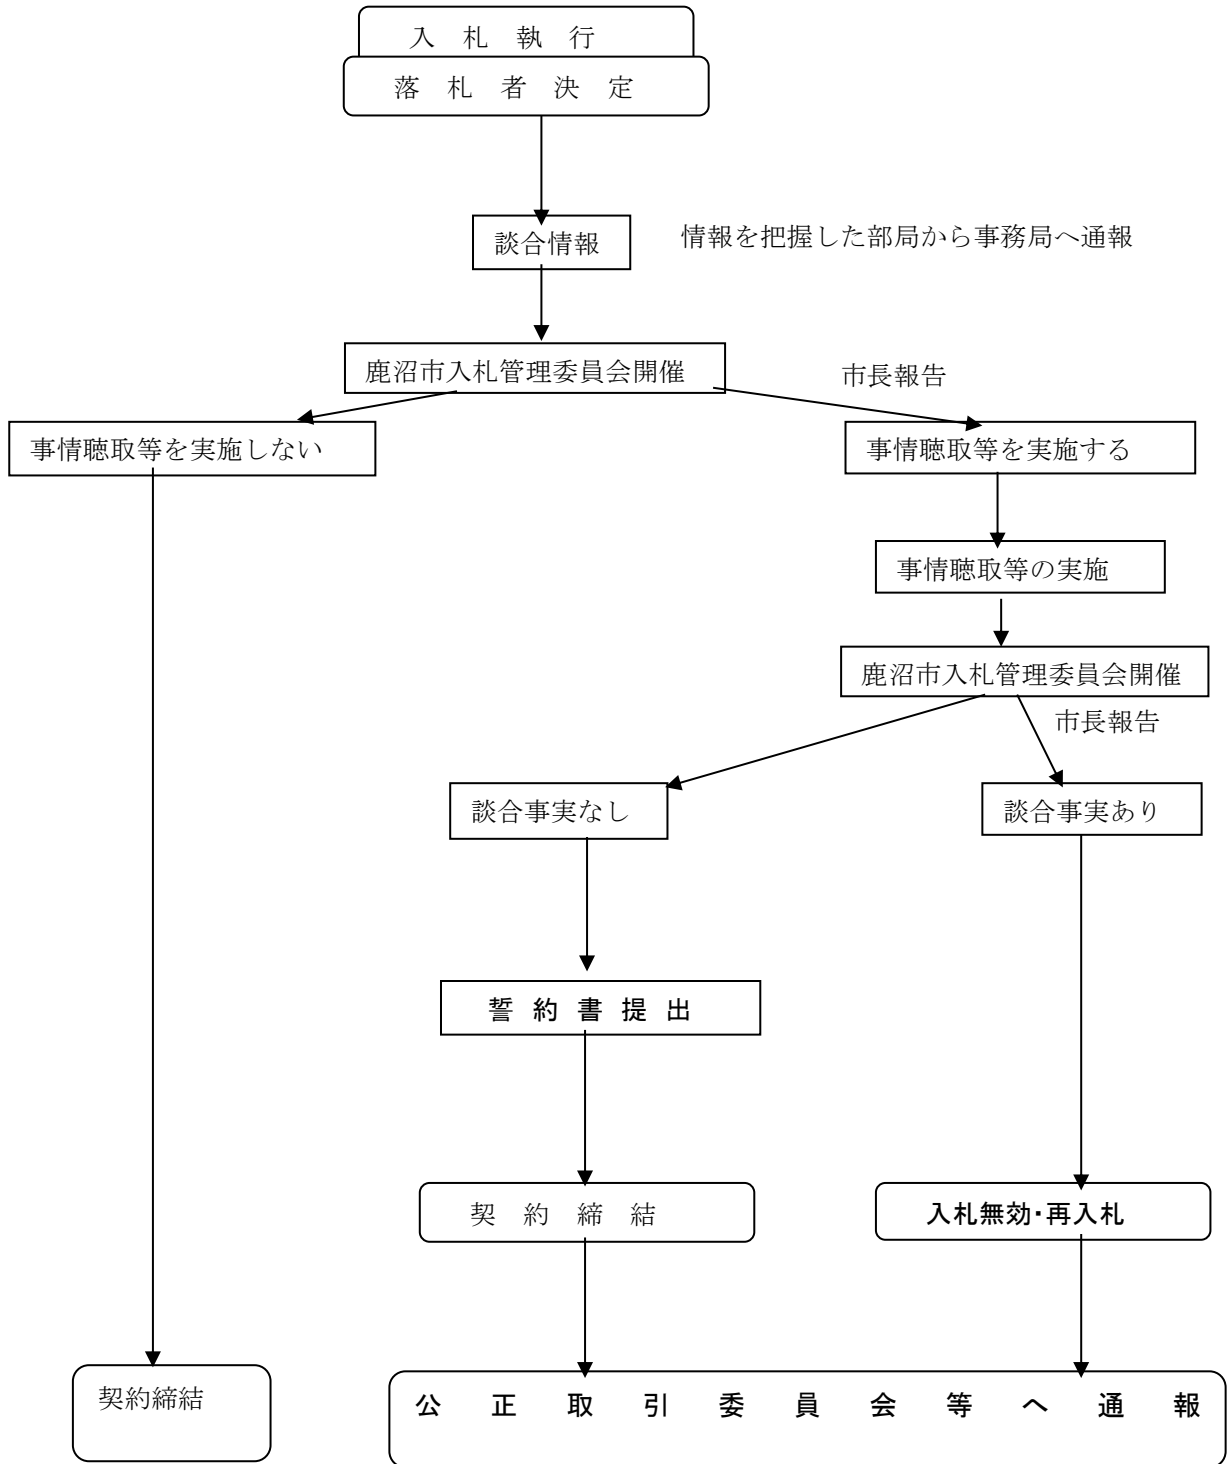 入札執行
落札者決定
談合情報
情報を把握した部局から事務局へ通報
鹿沼市入札管理委員会開催
市長報告
事情聴取等を実施しない
事情聴取等を実施する
事情聴取等の実施
鹿沼市入札管理委員会開催
市長報告
談合事実なし
談合事実あり
誓約書提出
契約締結
入札無効・再入札
契約締結
公正取引委員会等へ通報